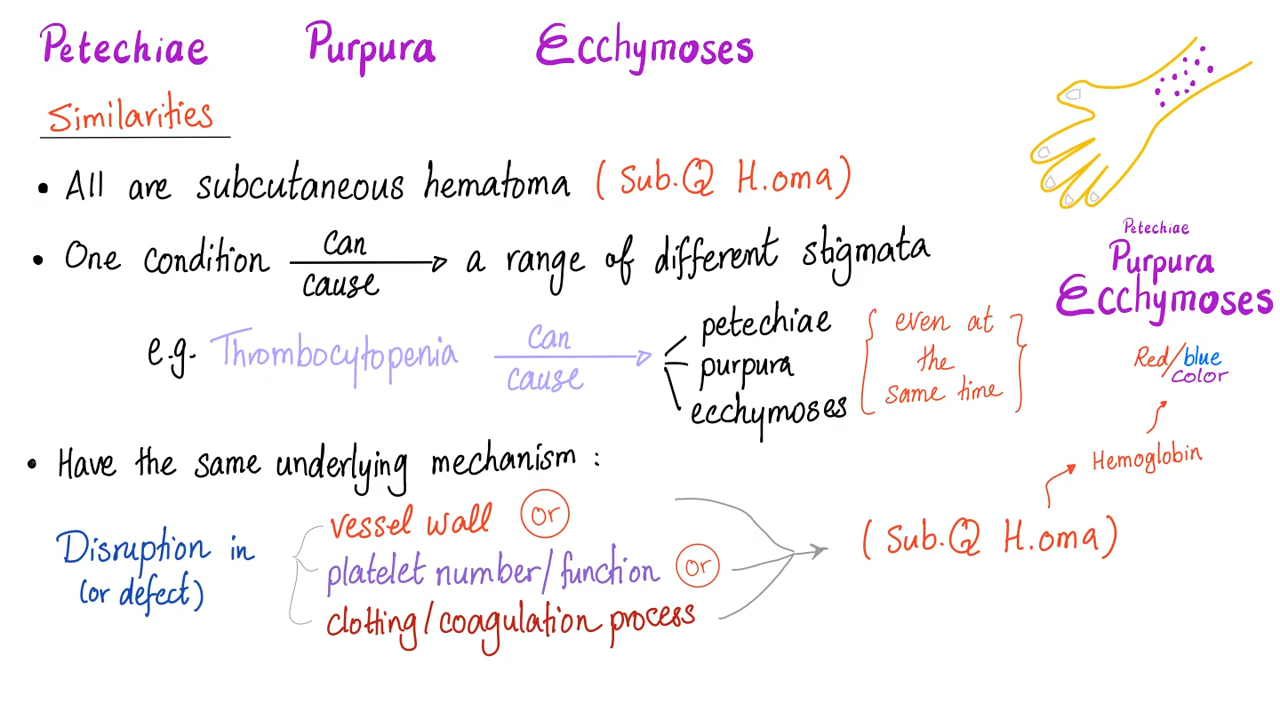 Petechiae Purpura Ecchymoses
Similarities
• All are subcutaneous hematoma (Sub.Q H.oma)
• One condition can cause a range of different stigmata
e.g. Thrombocytopenia can cause petechiae
purpura
ecchymoses
even at
the
same time
• Have the same underlying mechanism :
Disruption in
(or defect)
vessel wall or
platelet number/function or
clotting/coagulation process
(Sub.Q H.oma)
Hemoglobin
Red/blue
color
Petechiae
Purpura
Ecchymoses